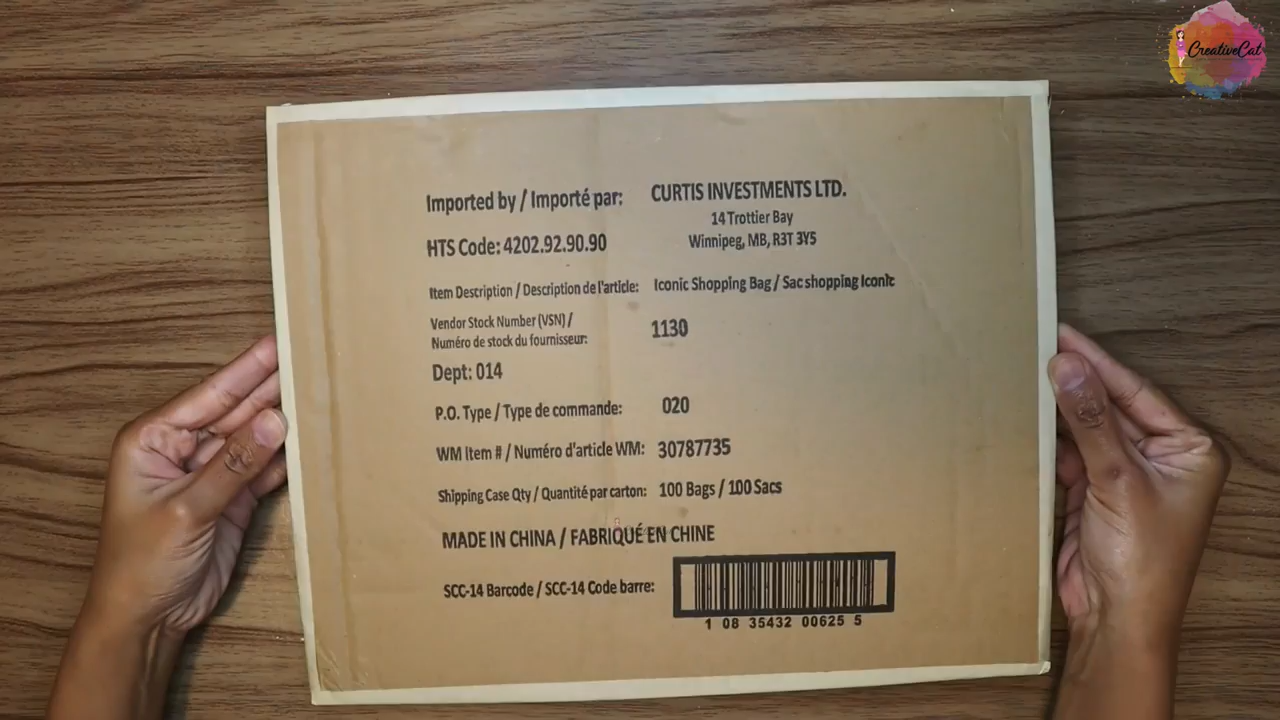 CreativeCat
Imported by / Importé par: CURTIS INVESTMENTS LTD.
14 Trottier Bay
Winnipeg, MB, R3T 3Y5
HTS Code: 4202.92.90.90
Item Description / Description de l'article: Iconic Shopping Bag / Sac shopping Iconic
Vendor Stock Number (VSN) /
Numéro de stock du fournisseur: 1130
Dept: 014
P.O. Type / Type de commande: 020
WM Item # / Numéro d'article WM: 30787735
Shipping Case Qty / Quantité par carton: 100 Bags / 100 Sacs
MADE IN CHINA / FABRIQUÉ EN CHINE
SCC-14 Barcode / SCC-14 Code barre:
1 08 35432 00625 5